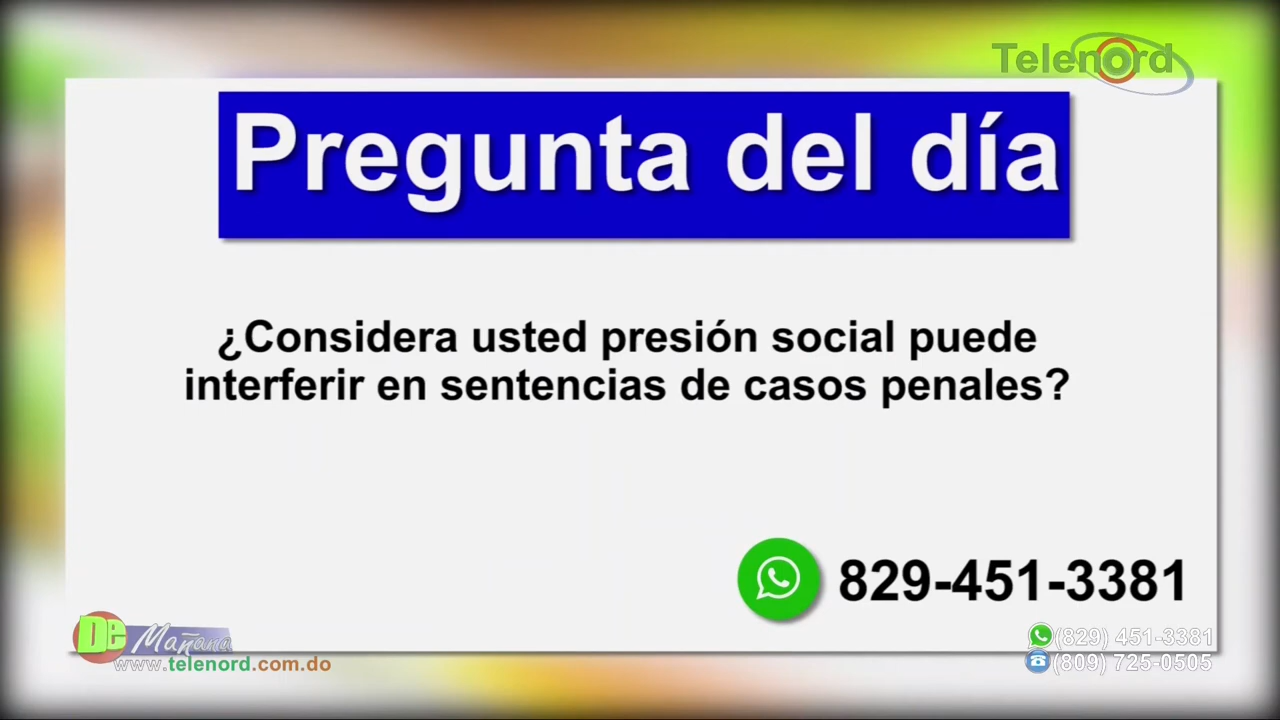 Telenord
Pregunta del día
¿Considera usted presión social puede
interferir en sentencias de casos penales?
829-451-3381
De Mañana
www.telenord.com.do
(829) 451-3381
(809) 725-0505